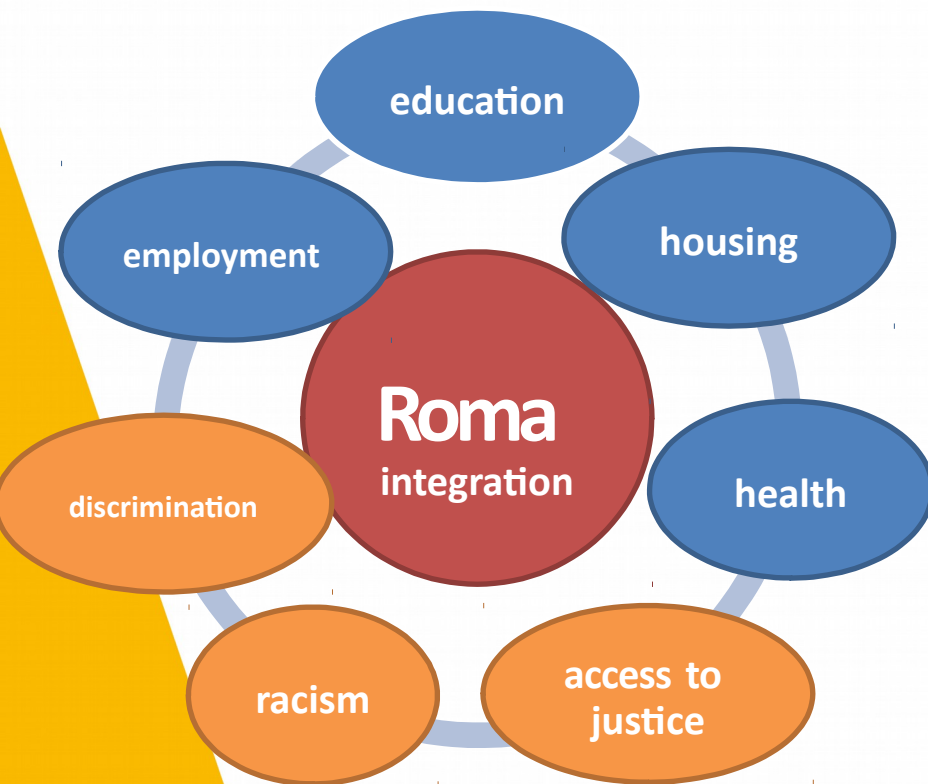 education
employment
housing
Roma
integration
discrimination
health
racism
access to
justice